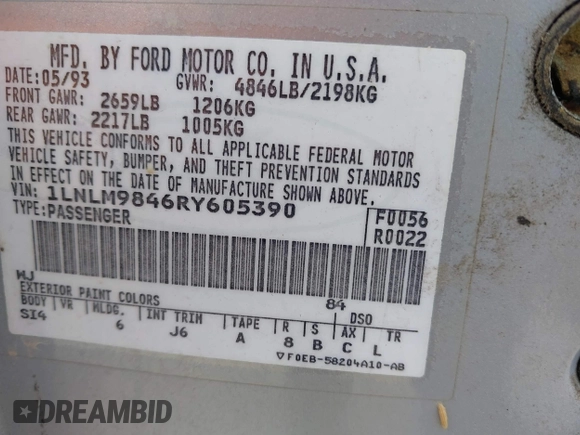 MFD. BY FORD MOTOR CO. IN U.S.A.
DATE: 05/93 GVWR: 4846LB/2198KG
FRONT GAWR: 2659LB 1206KG
REAR GAWR: 2217LB 1005KG
THIS VEHICLE CONFORMS TO ALL APPLICABLE FEDERAL MOTOR
VEHICLE SAFETY, BUMPER, AND THEFT PREVENTION STANDARDS
IN EFFECT ON THE DATE OF MANUFACTURE SHOWN ABOVE.
VIN: 1LNLM9846RY605390 F0056
TYPE: PASSENGER R0022
WJ 84
EXTERIOR PAINT COLORS DSO
BODY VR MLDG. INT TRIM TAPE R S AX TR
SI4 6 J6 A 8 B C L
▽F0EB-58204A10-AB
DREAMBID